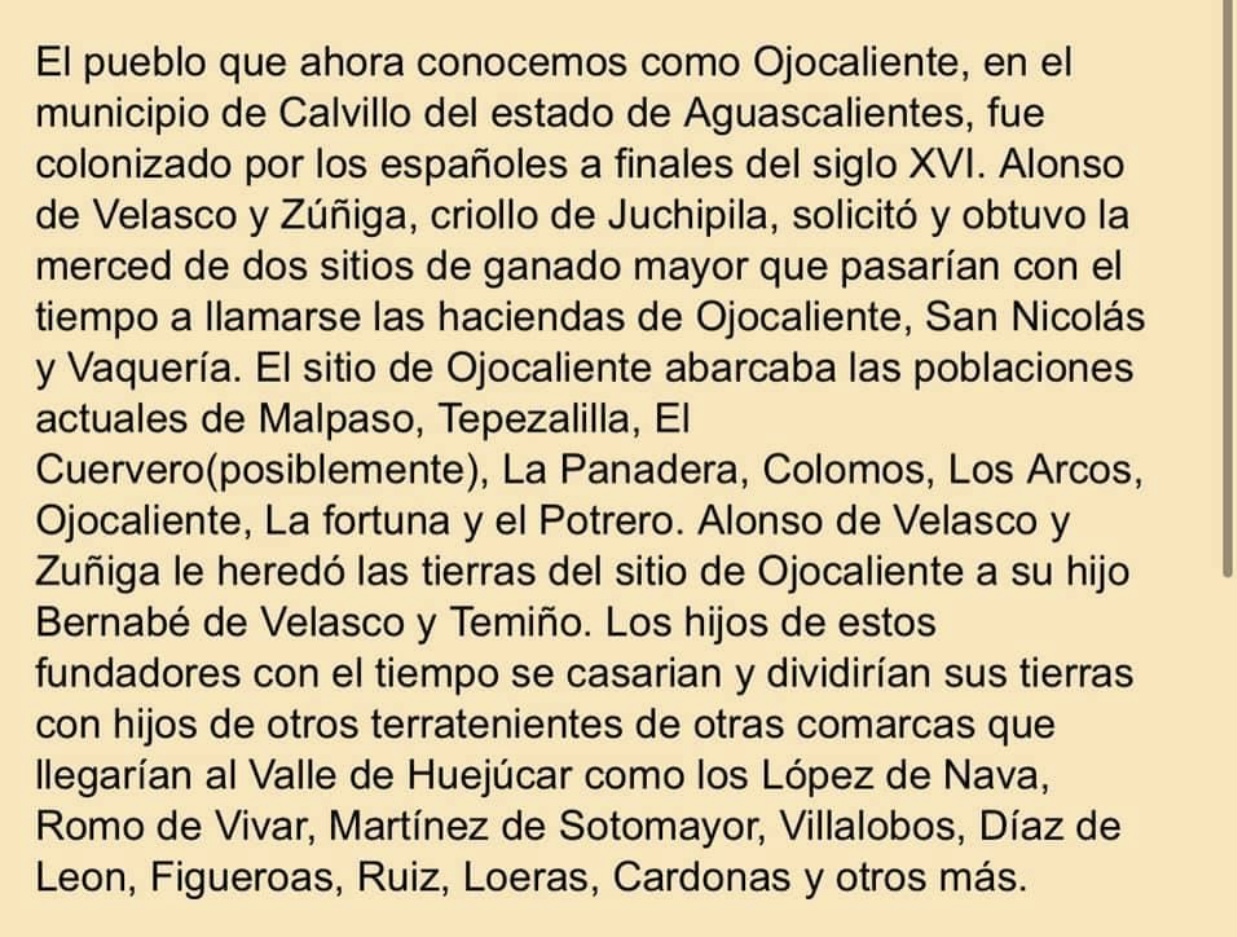 El pueblo que ahora conocemos como Ojocaliente, en el
municipio de Calvillo del estado de Aguascalientes, fue
colonizado por los españoles a finales del siglo XVI. Alonso
de Velasco y Zúñiga, criollo de Juchipila, solicitó y obtuvo la
merced de dos sitios de ganado mayor que pasarían con el
tiempo a llamarse las haciendas de Ojocaliente, San Nicolás
y Vaquería. El sitio de Ojocaliente abarcaba las poblaciones
actuales de Malpaso, Tepezalilla, El
Cuervero(posiblemente), La Panadera, Colomos, Los Arcos,
Ojocaliente, La fortuna y el Potrero. Alonso de Velasco y
Zuñiga le heredó las tierras del sitio de Ojocaliente a su hijo
Bernabé de Velasco y Temiño. Los hijos de estos
fundadores con el tiempo se casarian y dividirían sus tierras
con hijos de otros terratenientes de otras comarcas que
llegarían al Valle de Huejúcar como los López de Nava,
Romo de Vivar, Martínez de Sotomayor, Villalobos, Díaz de
Leon, Figueroas, Ruiz, Loeras, Cardonas y otros más.